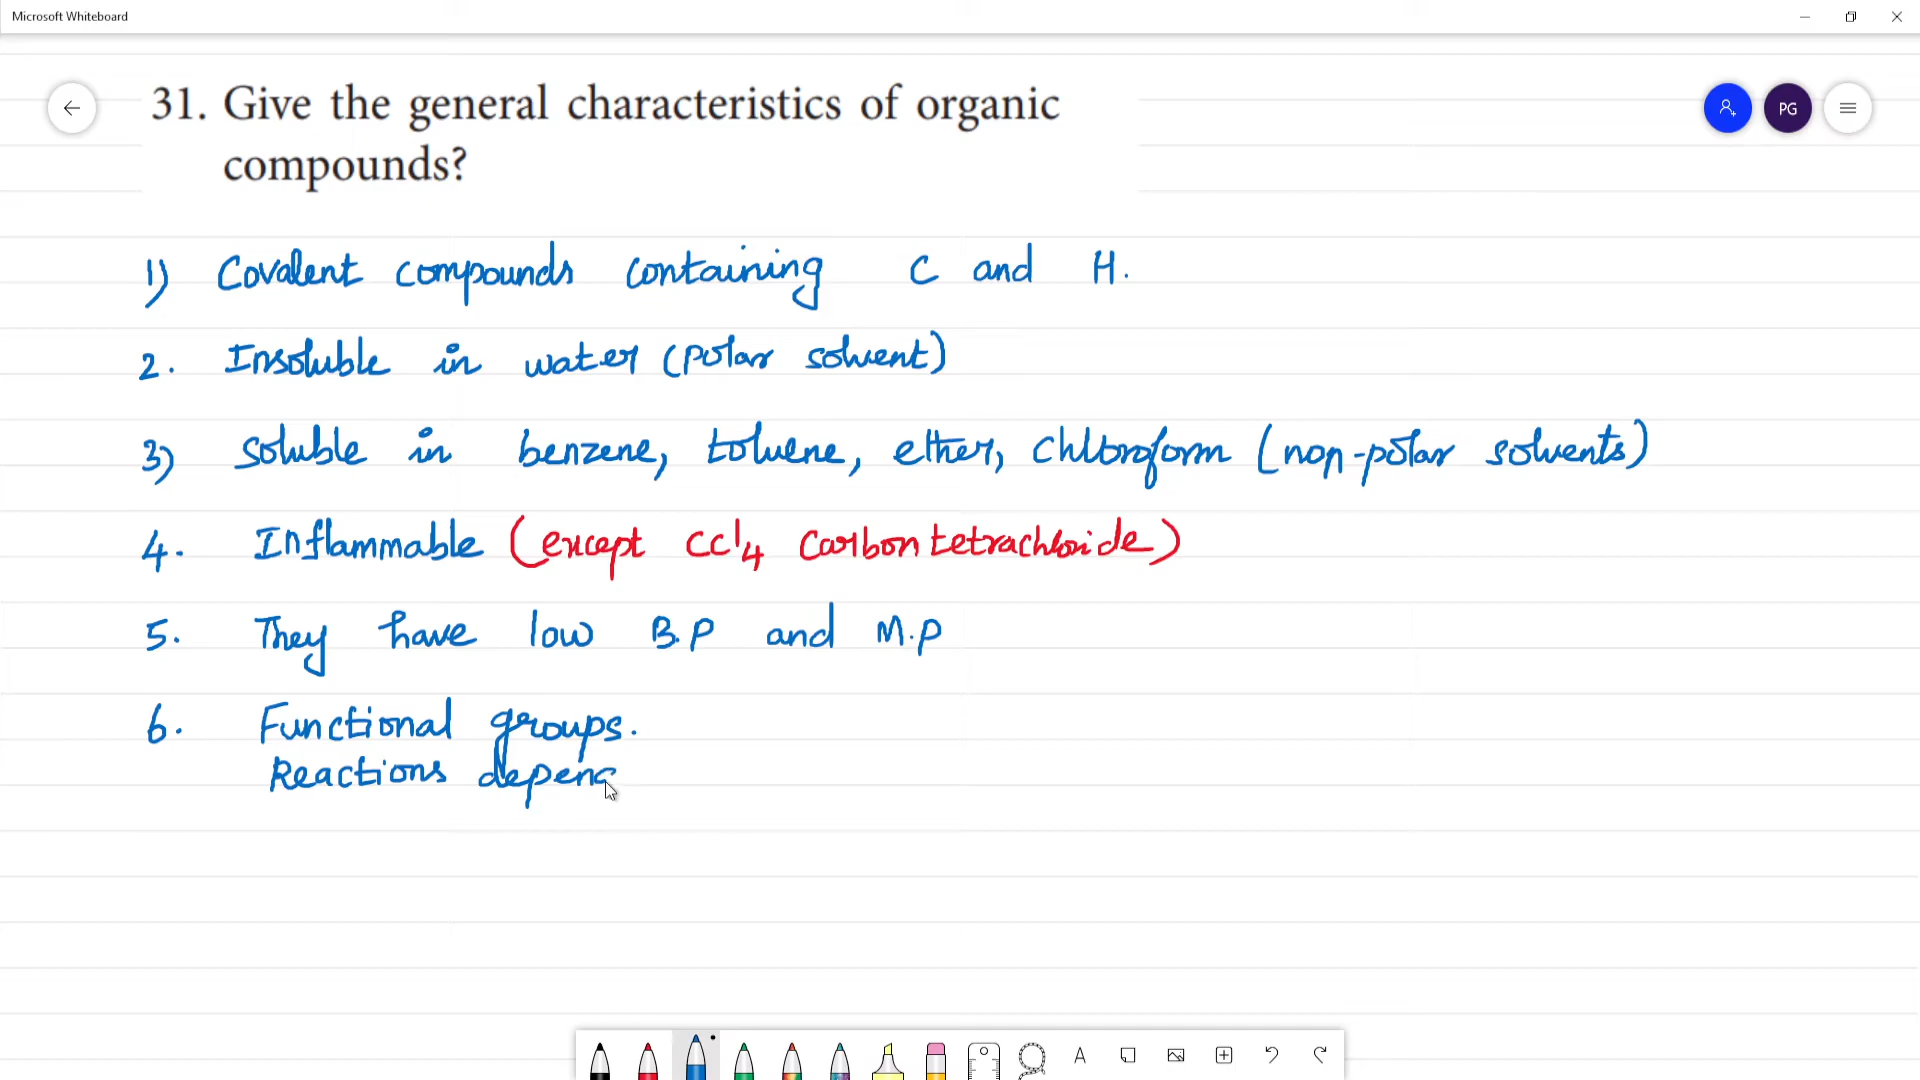 Microsoft Whiteboard
31. Give the general characteristics of organic
compounds?
PG
1) Covalent compounds containing C and H.
2. Insoluble in water (polar solvent)
3) Soluble in benzene, toluene, ether, chloroform (non-polar solvents)
4. Inflammable (except CCl4 Carbon tetrachloride)
5. They have low B.P and M.P
6. Functional groups.
Reactions depenc
A